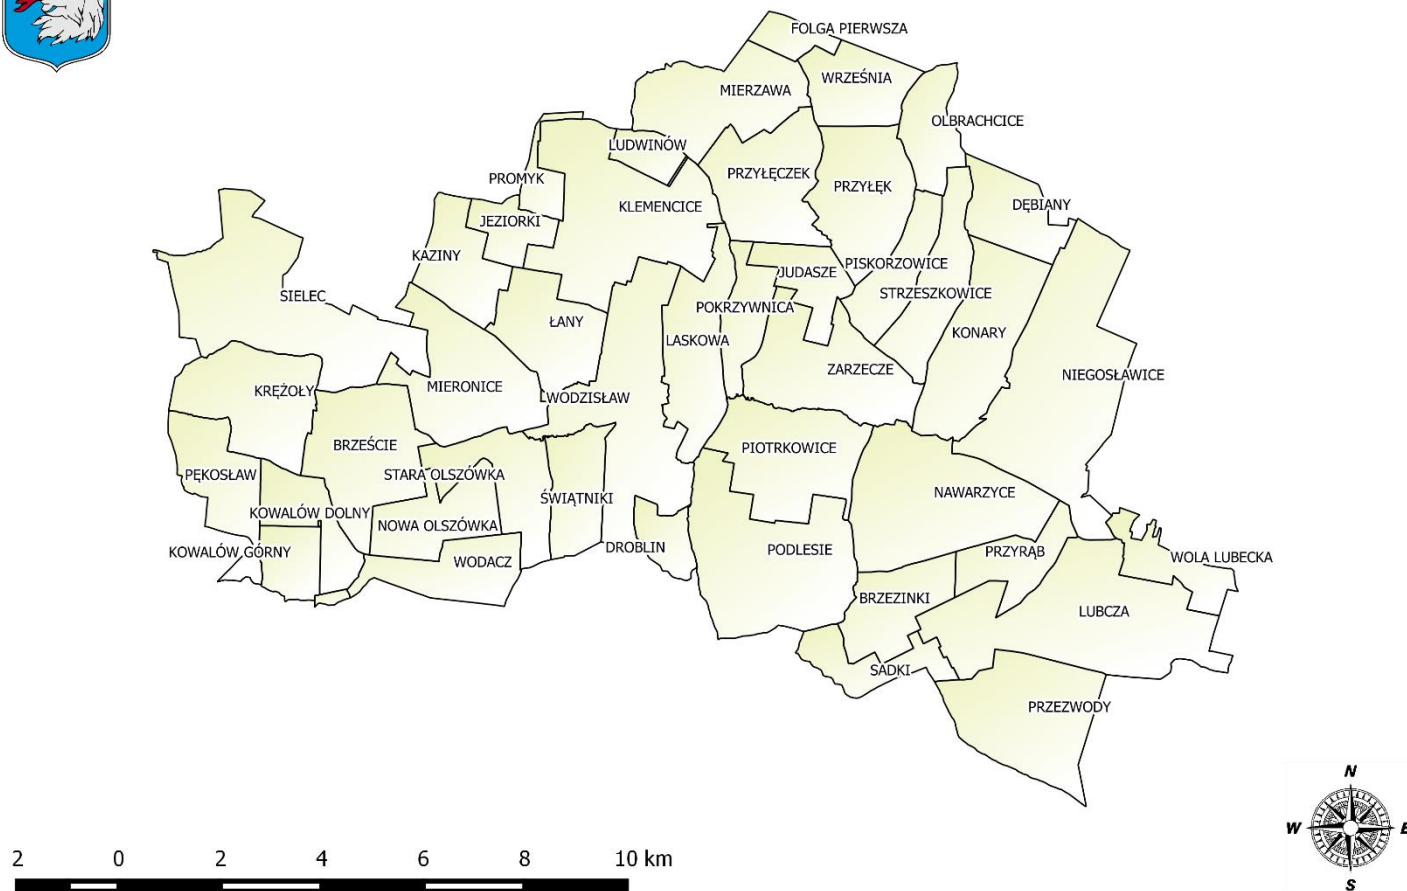 FOLGA PIERWSZA
WRZEŚNIA
MIERZAWA
OLBRACHCICE
LUDWINÓW
PRZYŁĘCZEK
PROMYK
PRZYŁĘK
DĘBIANY
KLEMENCICE
JEZIORKI
KAZINY
PISKORZOWICE
JUDASZE
SIELEC
STRZESZKOWICE
POKRZYWNICA
ŁANY
KONARY
LASKOWA
ZARZECZE
NIEGOSŁAWICE
MIERONICE
KRĘŻOŁY
WODZISŁAW
BRZEŚCIE
PIOTRKOWICE
PĘKOSŁAW
STARA OLSZÓWKA
NAWARZYCE
ŚWIĄTNIKI
KOWALÓW DOLNY
NOWA OLSZÓWKA
DROBLIN
PODLESIE
KOWALÓW GÓRNY
PRZYRĄB
WOLA LUBECKA
WODACZ
BRZEZINKI
LUBCZA
SADKI
PRZEZWODY
N
W E
S
2 0 2 4 6 8 10 km